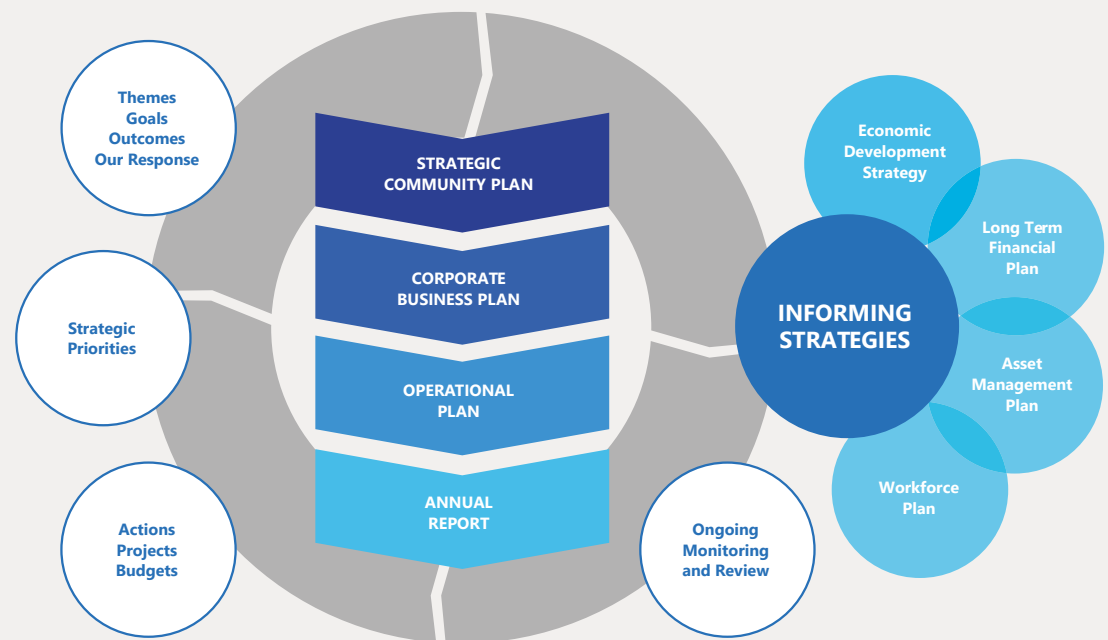 Themes
Goals
Outcomes
Our Response
Strategic
Priorities
Actions
Projects
Budgets
STRATEGIC
COMMUNITY PLAN
CORPORATE
BUSINESS PLAN
OPERATIONAL
PLAN
ANNUAL
REPORT
Ongoing
Monitoring
and Review
INFORMING
STRATEGIES
Economic
Development
Strategy
Long Term
Financial
Plan
Asset
Management
Plan
Workforce
Plan